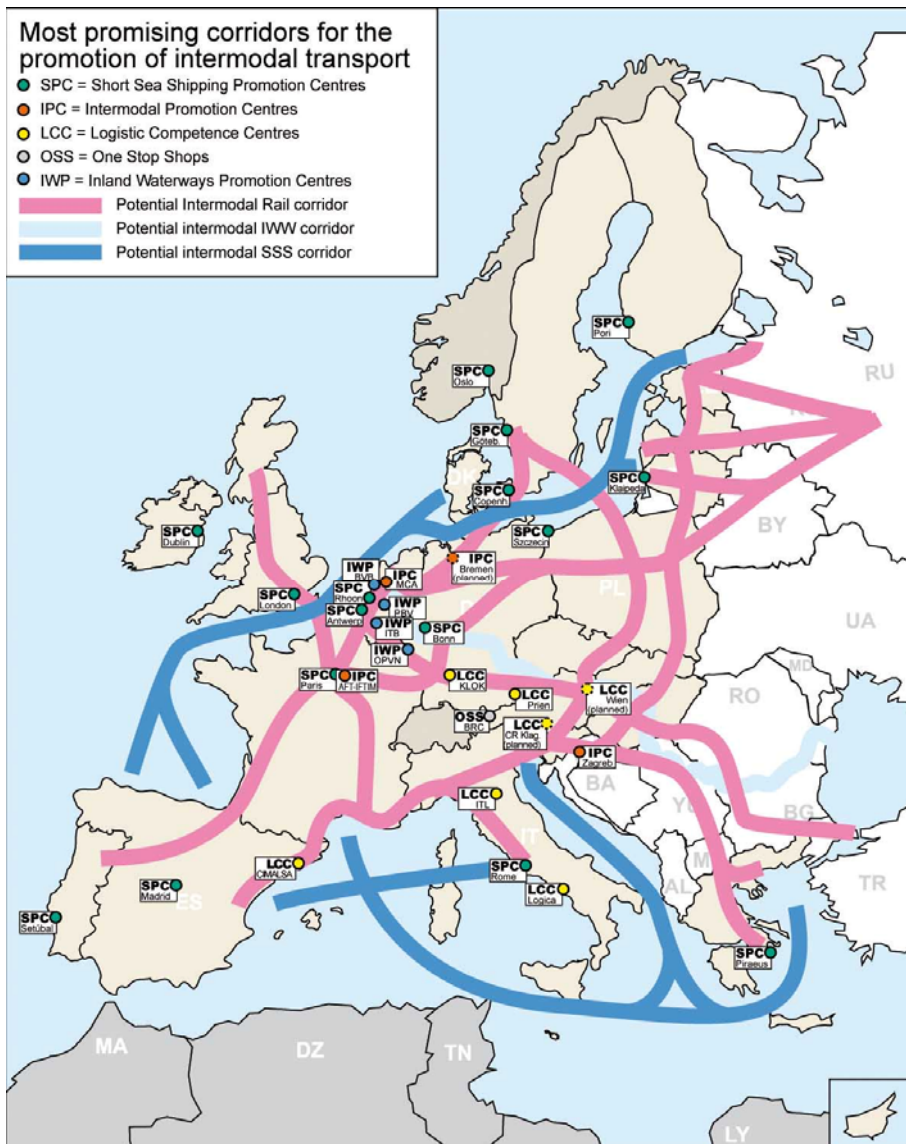 Most promising corridors for the
promotion of intermodal transport
SPC = Short Sea Shipping Promotion Centres
IPC = Intermodal Promotion Centres
LCC = Logistic Competence Centres
OSS = One Stop Shops
IWP = Inland Waterways Promotion Centres
Potential Intermodal Rail corridor
Potential intermodal IWW corridor
Potential intermodal SSS corridor
SPC
Pori
RU
SPC
Oslo
SPC
Göteb.
DK
SPC
Copenh
SPC
Klaipeda
BY
SPC
Dublin
SPC
Szczecin
IPC
Bremen
(planned)
PL
IWP
BVB
IPC
MCA
SPC
London
SPC
Rhoon
IWP
PBV
SPC
Antwerp
IWP
ITB
SPC
Bonn
UA
IWP
OPVN
MD
SPC
Paris
IPC
AFT-IFTIM
LCC
KLOK
LCC
Prien
LCC
Wien
(planned)
RO
OSS
BRC
LCC
CR Klag.
(planned)
IPC
Zagreb
BA
YU
BG
LCC
ITL
IT
LCC
CIMALSA
SPC
Rome
AL
TR
SPC
Madrid
ES
LCC
Logica
SPC
Setúbal
SPC
Piraeus
MA
DZ
TN
LY